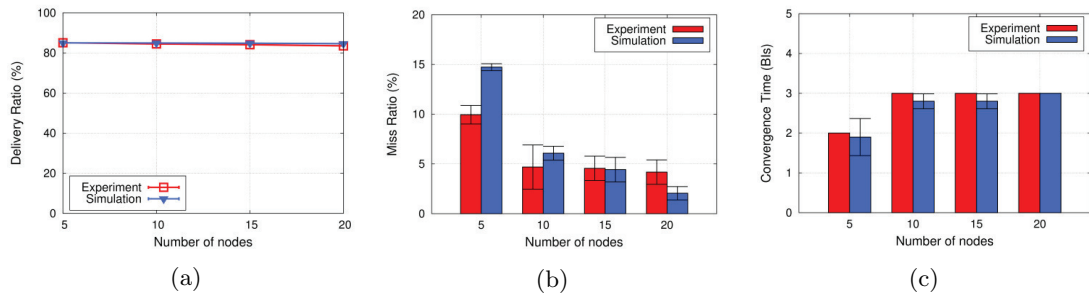 100
80
60
40
20
0
Delivery Ratio (%)
Experiment
Simulation
5 10 15 20
Number of nodes
(a)
20
15
10
5
0
Miss Ratio (%)
Experiment
Simulation
5 10 15 20
Number of nodes
(b)
5
4
3
2
1
0
Convergence Time (BIs)
Experiment
Simulation
5 10 15 20
Number of nodes
(c)